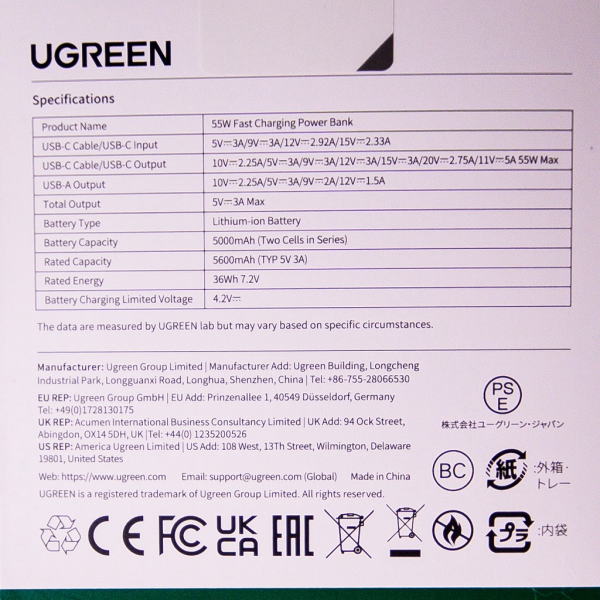 UGREEN
Specifications
Product Name 55W Fast Charging Power Bank
USB-C Cable/USB-C Input 5V⎓3A/9V⎓3A/12V⎓2.92A/15V⎓2.33A
USB-C Cable/USB-C Output 10V⎓2.25A/5V⎓3A/9V⎓3A/12V⎓3A/15V⎓3A/20V⎓2.75A/11V⎓5A 55W Max
USB-A Output 10V⎓2.25A/5V⎓3A/9V⎓2A/12V⎓1.5A
Total Output 5V⎓3A Max
Battery Type Lithium-ion Battery
Battery Capacity 5000mAh (Two Cells in Series)
Rated Capacity 5600mAh (TYP 5V 3A)
Rated Energy 36Wh 7.2V
Battery Charging Limited Voltage 4.2V⎓
The data are measured by UGREEN lab but may vary based on specific circumstances.
Manufacturer: Ugreen Group Limited | Manufacturer Add: Ugreen Building, Longcheng
Industrial Park, Longguanxi Road, Longhua, Shenzhen, China | Tel: +86-755-28066530
EU REP: Ugreen Group GmbH | EU Add: Prinzenallee 1, 40549 Düsseldorf, Germany
Tel: +49(0)1728130175
UK REP: Acumen International Business Consultancy Limited | UK Add: 94 Ock Street,
Abingdon, OX14 5DH, UK |Tel: +44(0) 1235200526
US REP: America Ugreen Limited | US Add: 108 West, 13Th Street, Wilmington, Delaware
19801, United States
Web: https://www.ugreen.com Email: support@ugreen.com (Global) Made in China
UGREEN is a registered trademark of Ugreen Group Limited. All rights reserved.
PS
E
株式会社ユーグリーン・ジャパン
BC 紙 :外箱・
トレー
CE FC UK
CA EAC プラ :内袋